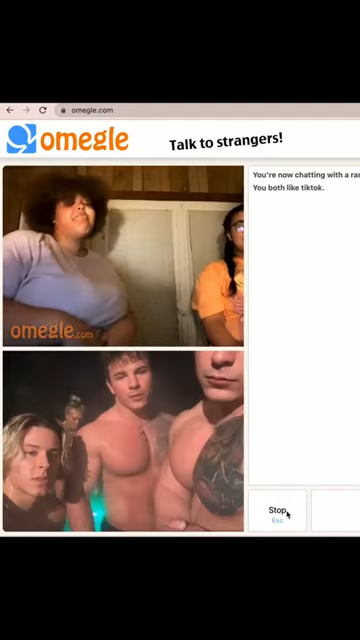 omegle.com
omegle
Talk to strangers!
You're now chatting with a ra
You both like tiktok.
omegle.com
Stop
Esc